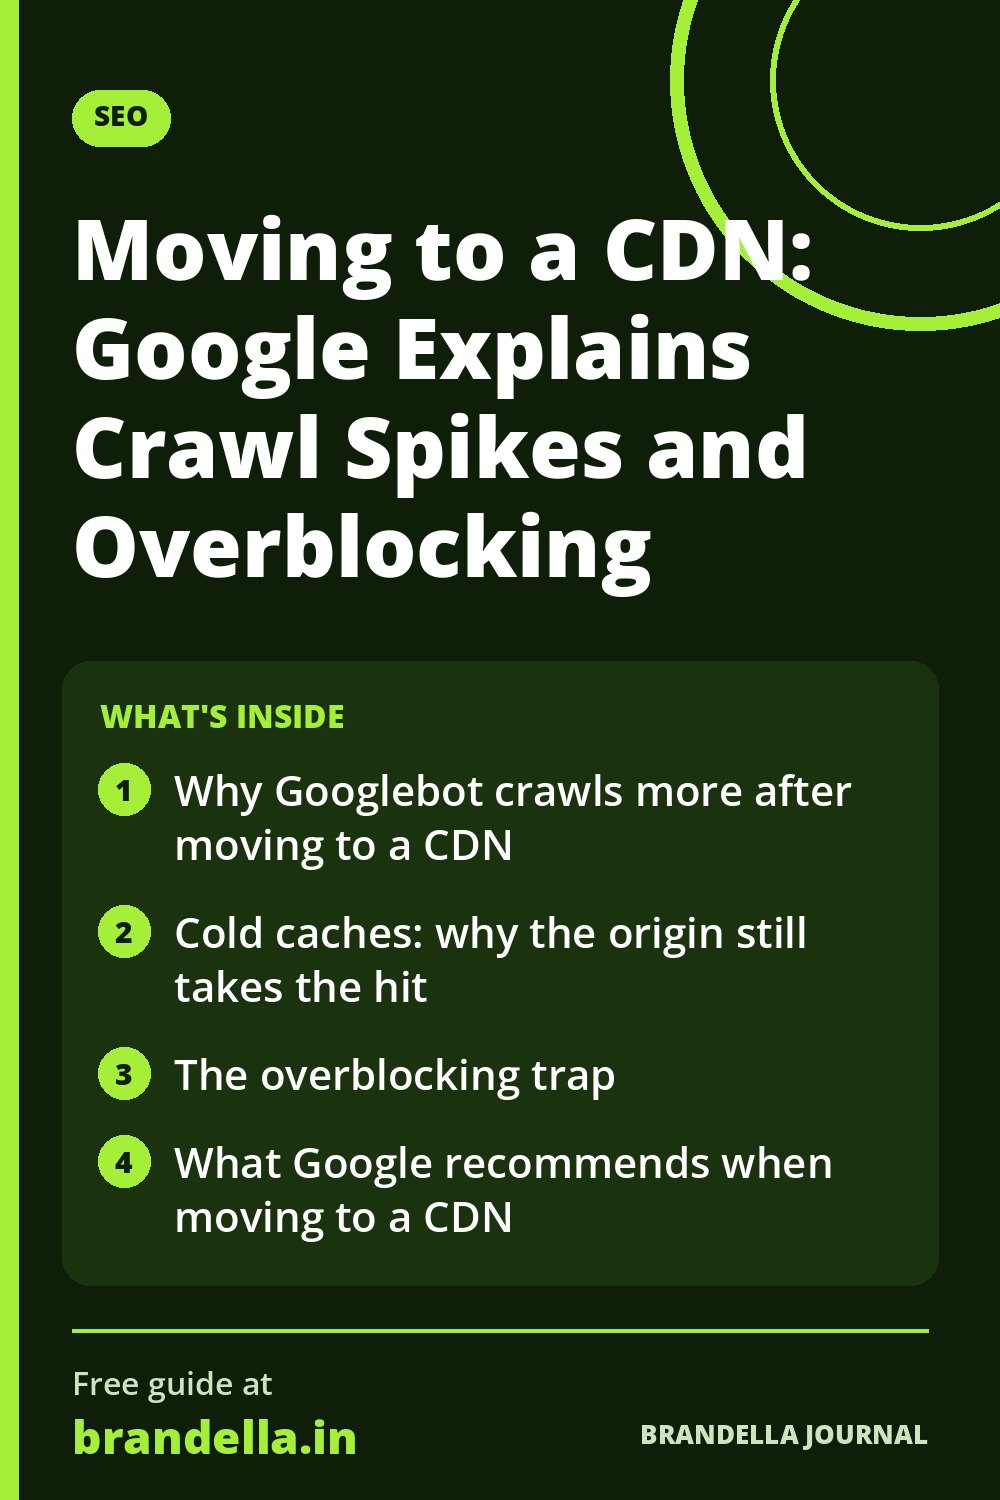 SEO
Moving to a CDN:
Google Explains
Crawl Spikes and
Overblocking
WHAT'S INSIDE
1 Why Googlebot crawls more after
moving to a CDN
2 Cold caches: why the origin still
takes the hit
3 The overblocking trap
4 What Google recommends when
moving to a CDN
Free guide at
brandella.in
BRANDELLA JOURNAL